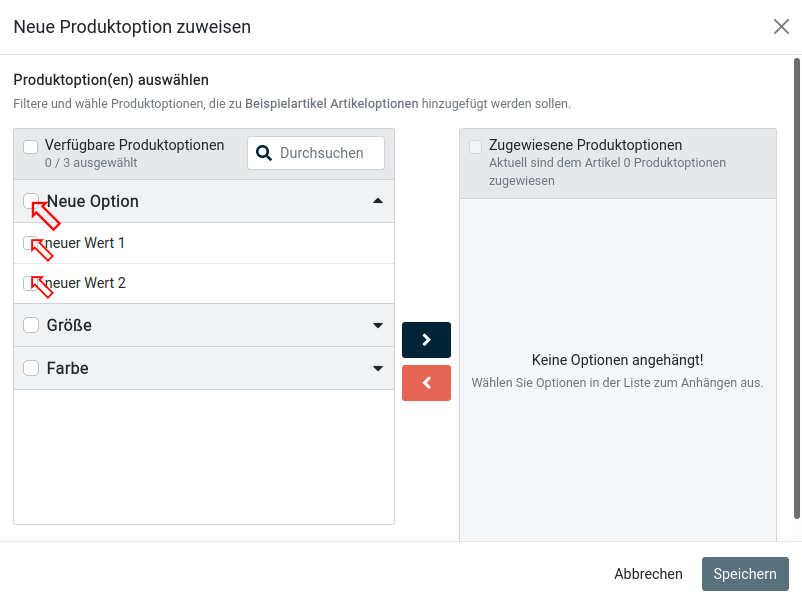 Neue Produktoption zuweisen
Produktoption(en) auswählen
Filtere und wähle Produktoptionen, die zu Beispielartikel Artikeloptionen hinzugefügt werden sollen.
Verfügbare Produktoptionen
0 / 3 ausgewählt
Durchsuchen
Neue Option
neuer Wert 1
neuer Wert 2
Größe
Farbe
Zugewiesene Produktoptionen
Aktuell sind dem Artikel 0 Produktoptionen
zugewiesen
Keine Optionen angehängt!
Wählen Sie Optionen in der Liste zum Anhängen aus.
Abbrechen
Speichern